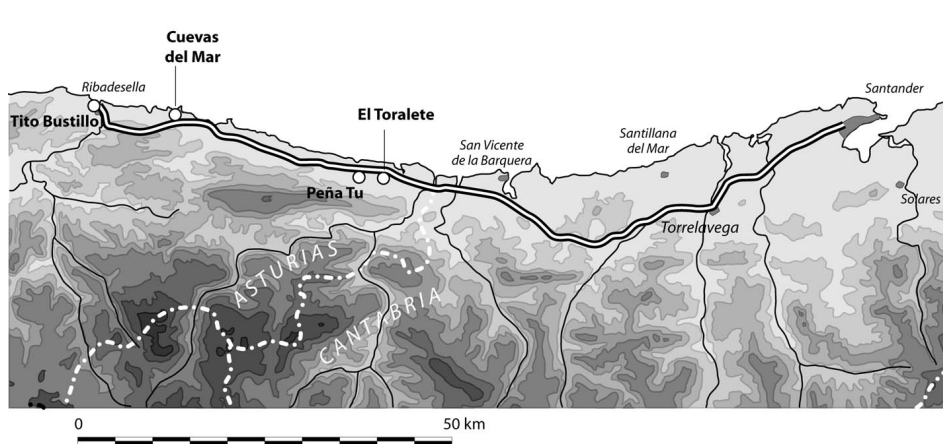 Cuevas
del Mar
Ribadesella
Tito Bustillo
El Toralete
Peña Tu
San Vicente
de la Barquera
Santillana
del Mar
Santander
Solares
Torrelavega
ASTURIAS
CANTABRIA
0
50 km